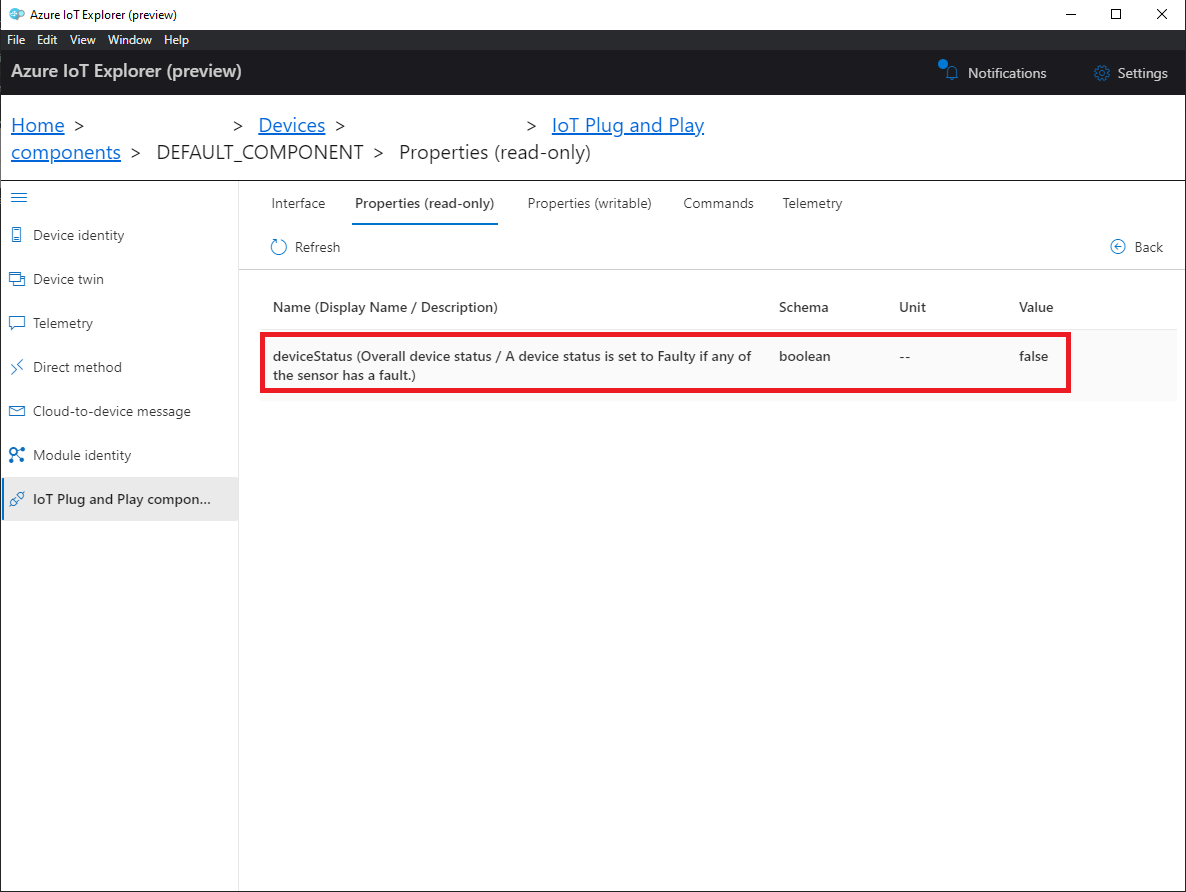 Azure IoT Explorer (preview)
File Edit View Window Help
Azure IoT Explorer (preview)
Notifications
Settings
Home > > Devices > > IoT Plug and Play
components > DEFAULT_COMPONENT > Properties (read-only)
Device identity
Device twin
Telemetry
Direct method
Cloud-to-device message
Module identity
IoT Plug and Play compon...
Interface Properties (read-only) Properties (writable) Commands Telemetry
Refresh
Back
Name (Display Name / Description) Schema Unit Value
deviceStatus (Overall device status / A device status is set to Faulty if any of boolean -- false
the sensor has a fault.)